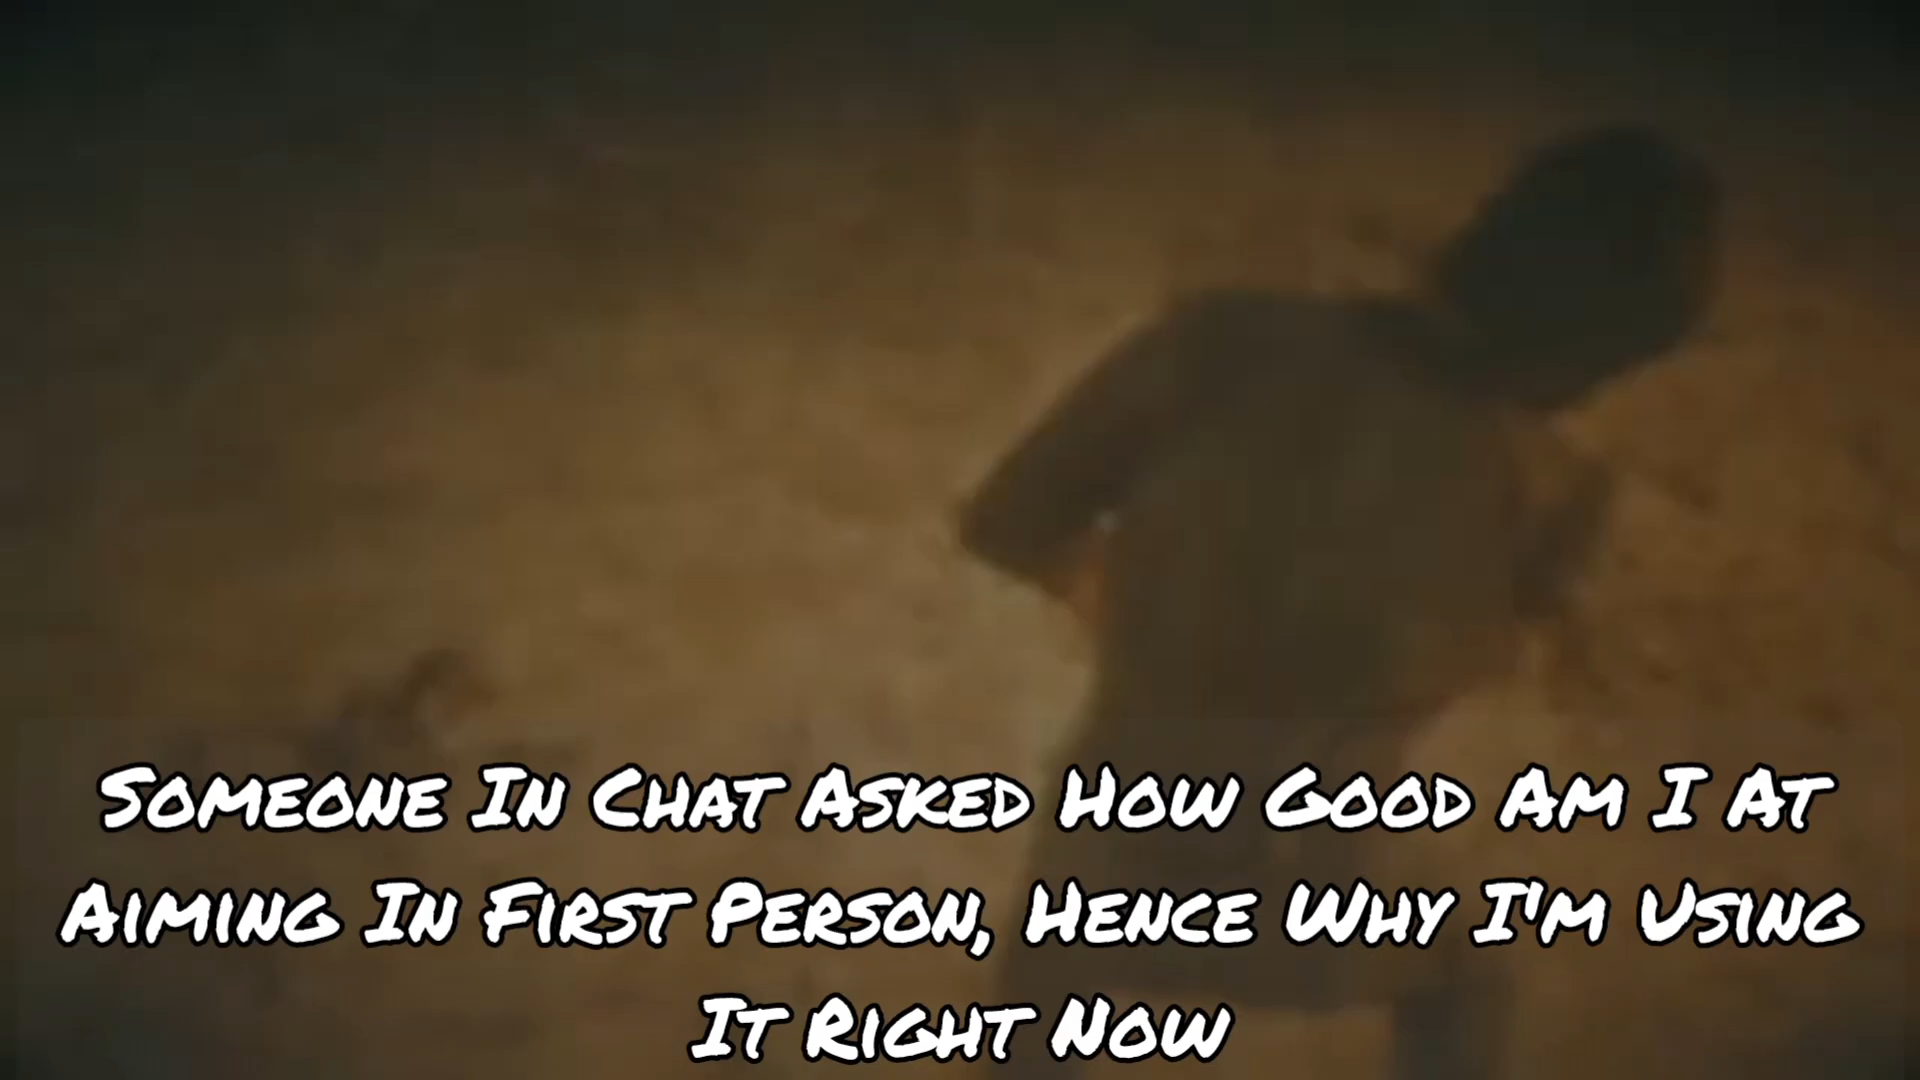 Someone In Chat Asked How Good Am I At
Aiming In First Person, Hence Why I'm Using
It Right Now